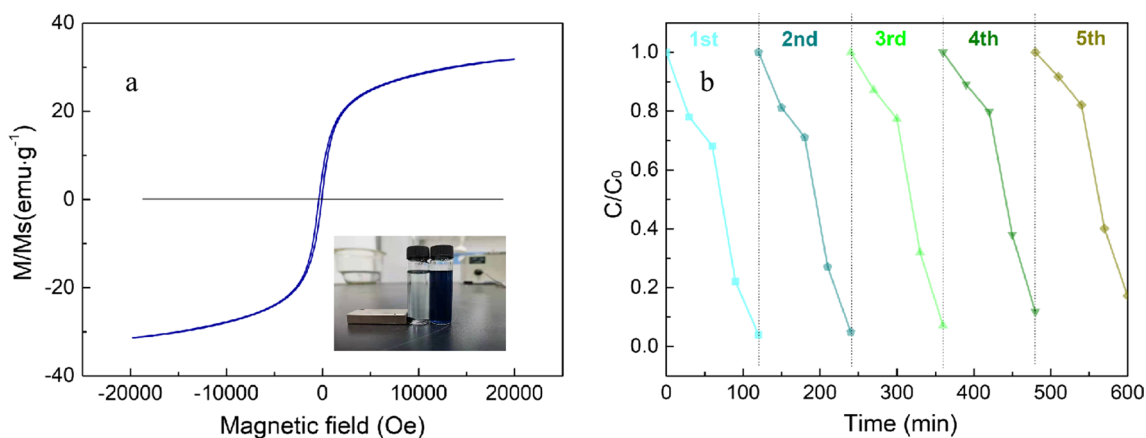 a
M/Ms(emu·g⁻¹)
40
20
0
-20
-40
-20000 -10000 0 10000 20000
Magnetic field (Oe)
b
1st 2nd 3rd 4th 5th
C/C₀
1.0
0.8
0.6
0.4
0.2
0.0
0 100 200 300 400 500 600
Time (min)